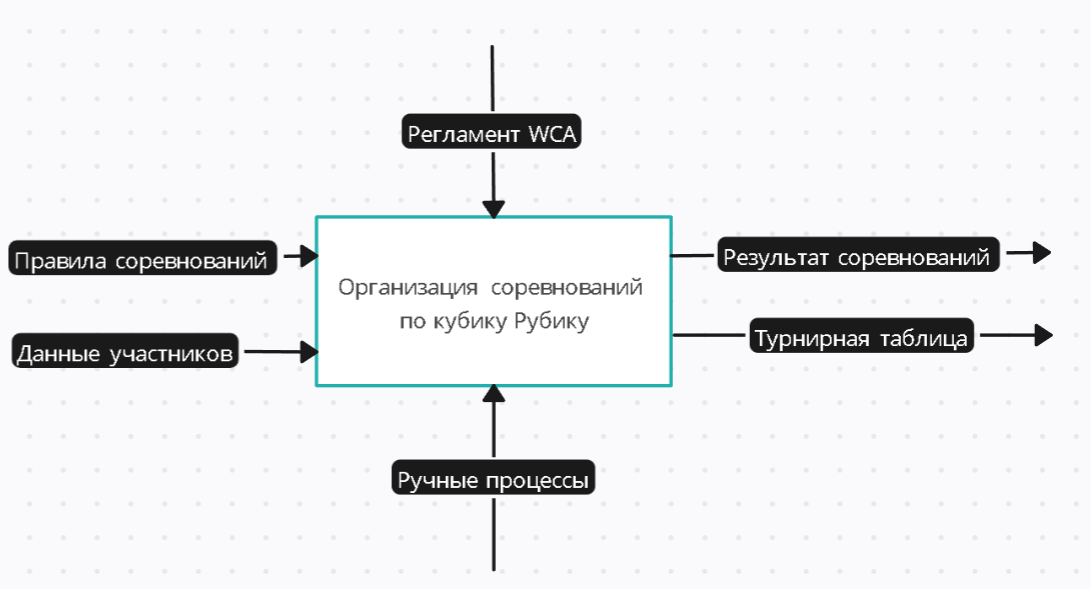 Регламент WCA
Правила соревнований
Результат соревнований
Организация соревнований
по кубику Рубику
Данные участников
Турнирная таблица
Ручные процессы